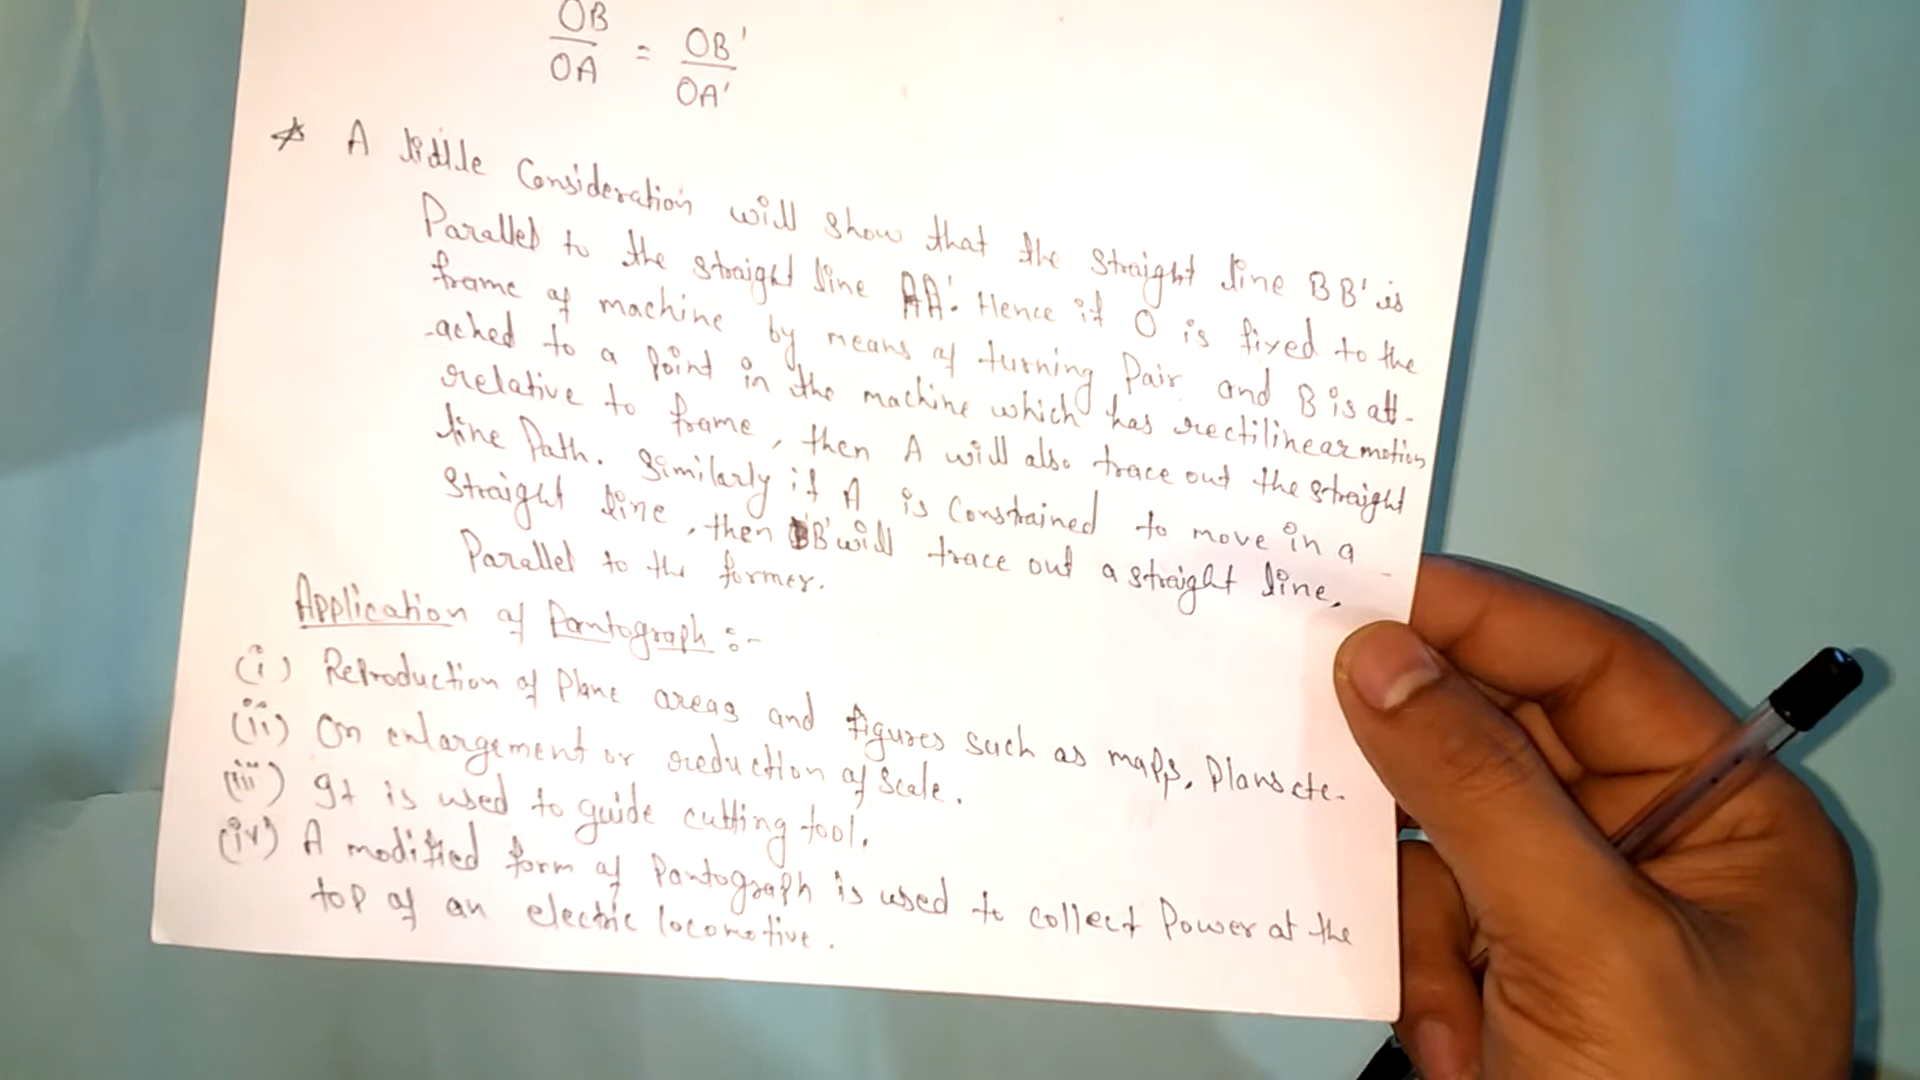 OB/OA = OB'/OA'
* A little Consideration will show that the straight line BB' is
Parallel to the straight line AA'. Hence if O is fixed to the
frame of machine by means of turning Pair and B is att-
-ached to a Point in the machine which has rectilinear motion
relative to frame, then A will also trace out the straight
line Path. Similarly if A is Constrained to move in a
straight line, then B will trace out a straight line,
Parallel to the former.
Application of Pantograph :-
(i) Reproduction of Plane areas and figures such as maps, Plans etc.
(ii) On enlargement or reduction of Scale.
(iii) It is used to guide cutting tool.
(iv) A modified form of Pantograph is used to collect Power at the
top of an electric locomotive.